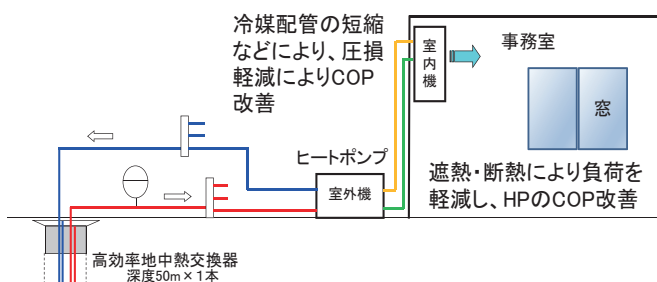 冷媒配管の短縮
などにより、圧損
軽減によりCOP
改善
室内機
事務室
窓
ヒートポンプ
室外機
遮熱・断熱により負荷を
軽減し、HPのCOP改善
高効率地中熱交換器
深度50m×1本